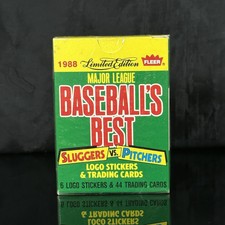 1988 Limited Edition FLEER
MAJOR LEAGUE
BASEBALL'S
BEST
SLUGGERS VS. PITCHERS
LOGO STICKERS
& TRADING CARDS
6 LOGO STICKERS & 44 TRADING CARDS